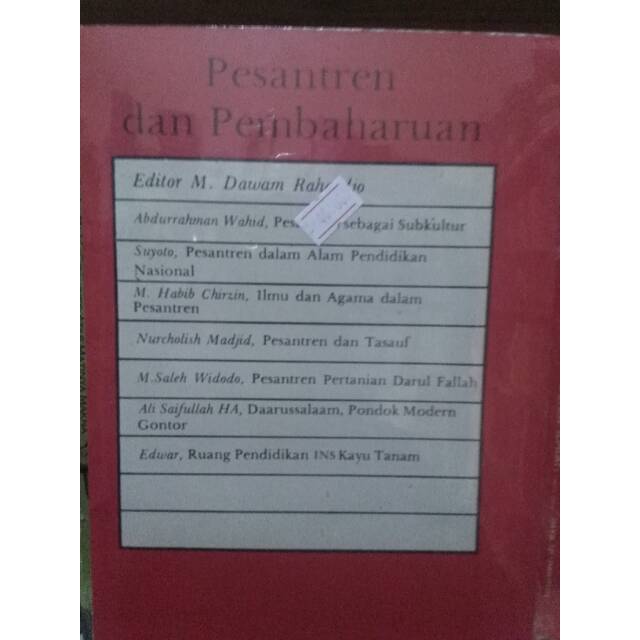 Pesantren
dan Pembaharuan
Editor M. Dawam
Abdurrahman Wahid, sebagai Subkultur
Suyoto, Pesantren dalam Alam Pendidikan
Nasional
M. Habib Chirzin, Ilmu dan Agama dalam
Pesantren
Nurcholish Madjid, Pesantren dan Tasauf
M.Saleh Widodo, Pesantren Pertanian Darul Fallah
Ali Saifullah HA, Daarussalaam, Pondok Modern
Gontor
Edwar, Ruang Pendidikan INS Kayu Tanam